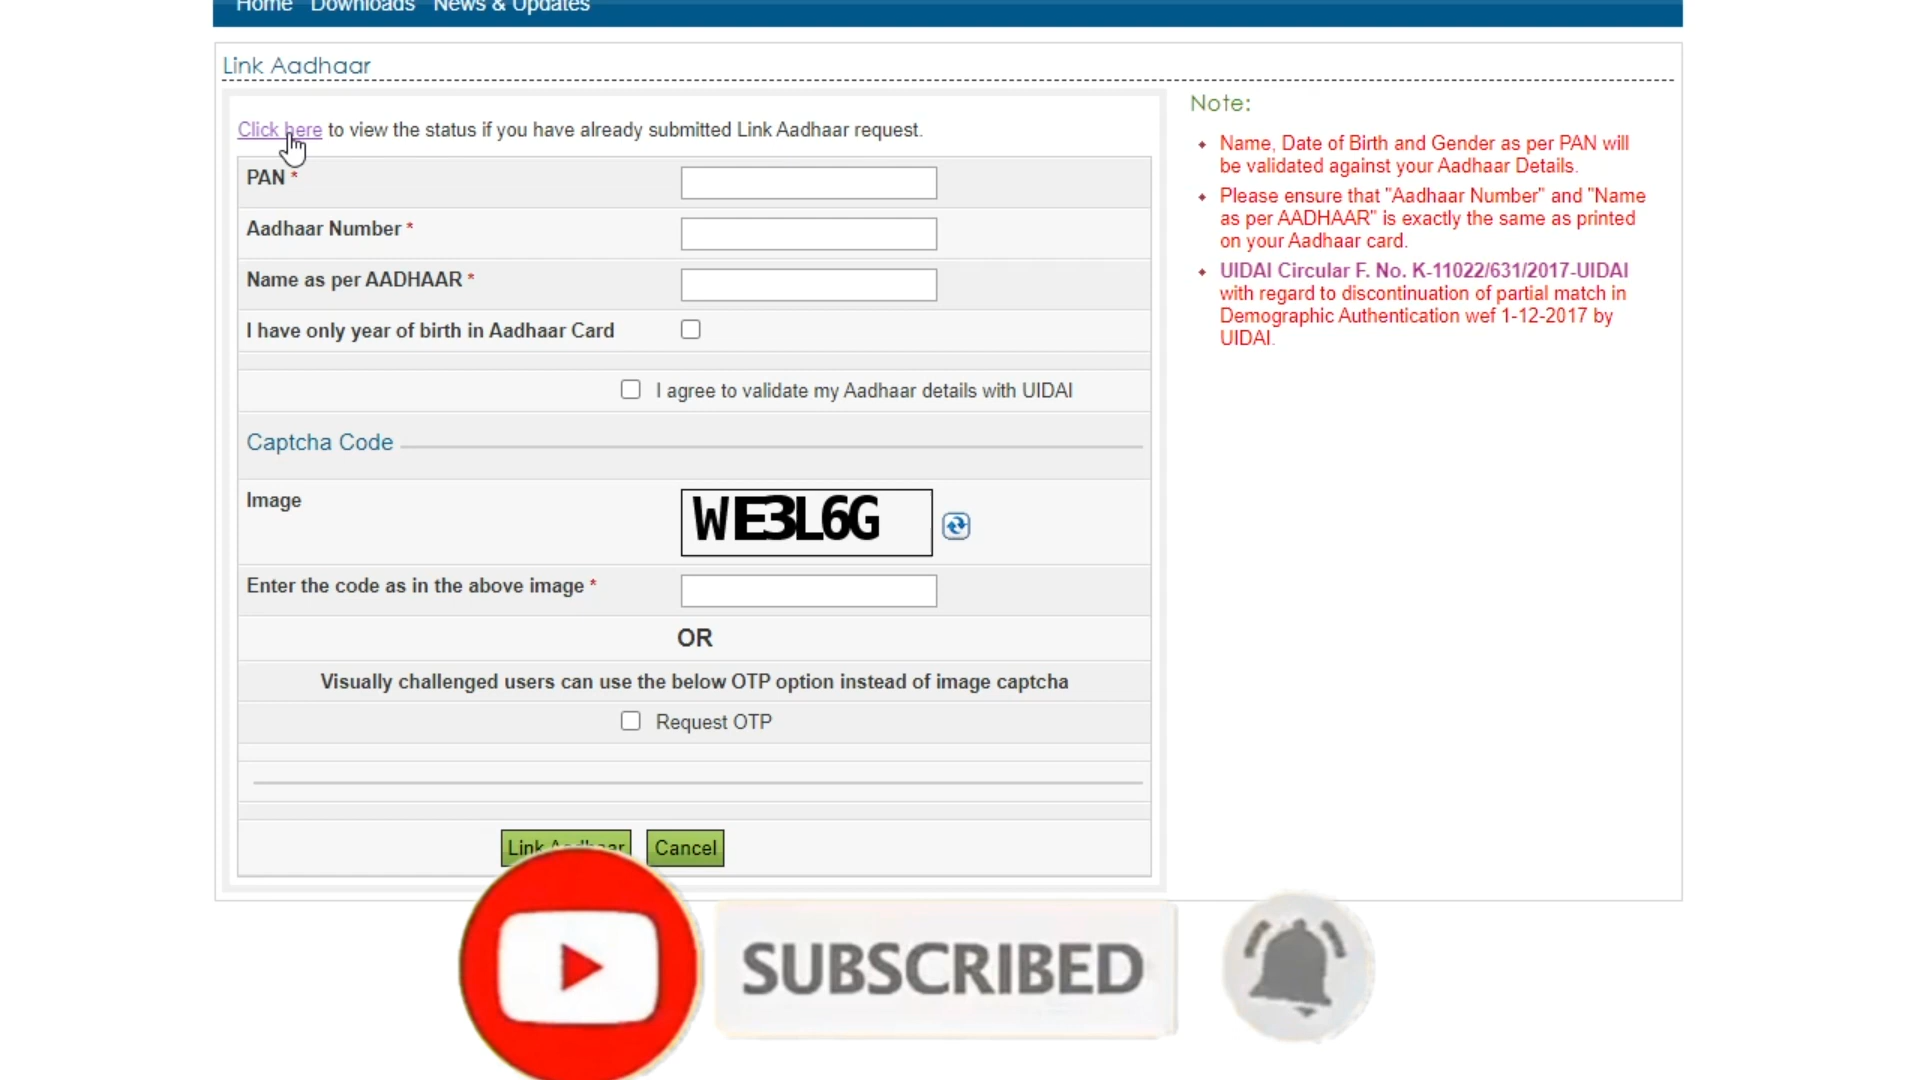 Home Downloads News & Updates
Link Aadhaar
Click here to view the status if you have already submitted Link Aadhaar request.
PAN *
Aadhaar Number *
Name as per AADHAAR *
I have only year of birth in Aadhaar Card
I agree to validate my Aadhaar details with UIDAI
Captcha Code
Image
WE3L6G
Enter the code as in the above image *
OR
Visually challenged users can use the below OTP option instead of image captcha
Request OTP
Link Aadhaar Cancel
Note:
Name, Date of Birth and Gender as per PAN will
be validated against your Aadhaar Details.
Please ensure that "Aadhaar Number" and "Name
as per AADHAAR" is exactly the same as printed
on your Aadhaar card.
UIDAI Circular F. No. K-11022/631/2017-UIDAI
with regard to discontinuation of partial match in
Demographic Authentication wef 1-12-2017 by
UIDAI.
SUBSCRIBED